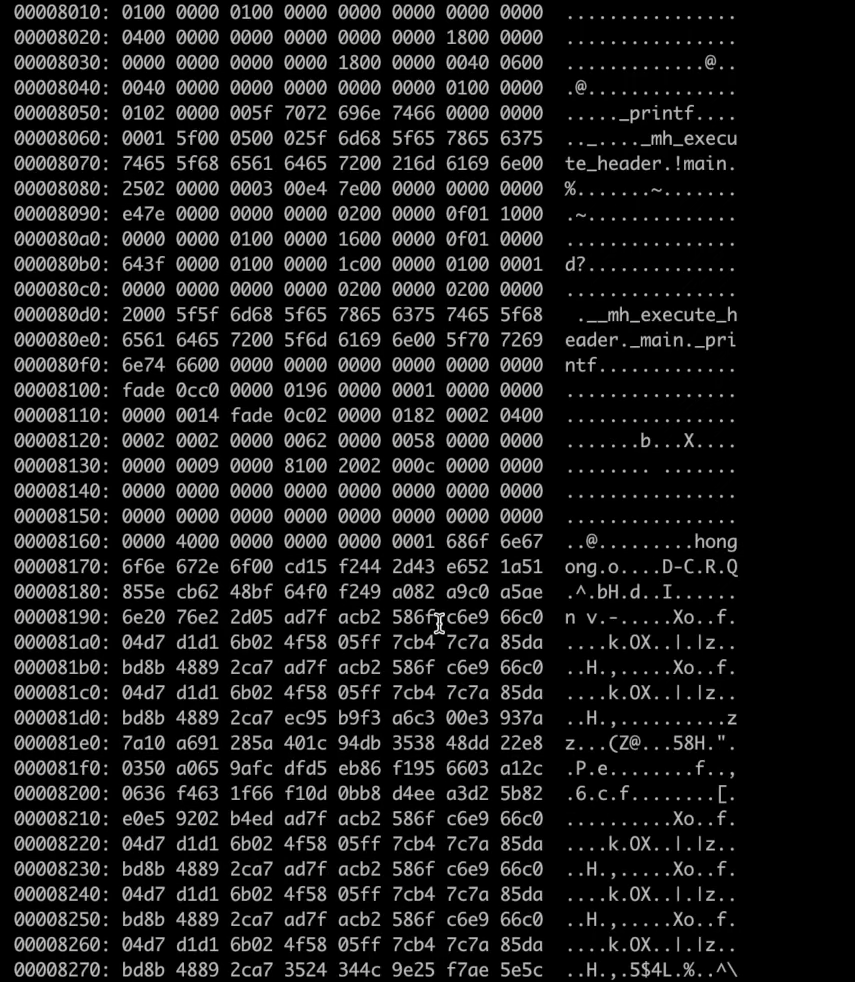 00008010: 0100 0000 0100 0000 0000 0000 0000 0000  ................
00008020: 0400 0000 0000 0000 0000 0000 1800 0000  ................
00008030: 0000 0000 0000 0000 1800 0000 0040 0600  .............@..
00008040: 0040 0000 0000 0000 0000 0000 0100 0000  .@..............
00008050: 0102 0000 005f 7072 696e 7466 0000 0000  ....._printf....
00008060: 0001 5f00 0500 025f 6d68 5f65 7865 6375  .._...._mh_execu
00008070: 7465 5f68 6561 6465 7200 216d 6169 6e00  te_header.!main.
00008080: 2502 0000 0003 00e4 7e00 0000 0000 0000  %.......~.......
00008090: e47e 0000 0000 0000 0200 0000 0f01 1000  .~..............
000080a0: 0000 0000 0100 0000 1600 0000 0f01 0000  ................
000080b0: 643f 0000 0100 0000 1c00 0000 0100 0001  d?..............
000080c0: 0000 0000 0000 0000 0200 0000 0200 0000  ................
000080d0: 2000 5f5f 6d68 5f65 7865 6375 7465 5f68   .__mh_execute_h
000080e0: 6561 6465 7200 5f6d 6169 6e00 5f70 7269  eader._main._pri
000080f0: 6e74 6600 0000 0000 0000 0000 0000 0000  ntf.............
00008100: fade 0cc0 0000 0196 0000 0001 0000 0000  ................
00008110: 0000 0014 fade 0c02 0000 0182 0002 0400  ................
00008120: 0002 0002 0000 0062 0000 0058 0000 0000  .......b...X....
00008130: 0000 0009 0000 8100 2002 000c 0000 0000  ........ .......
00008140: 0000 0000 0000 0000 0000 0000 0000 0000  ................
00008150: 0000 0000 0000 0000 0000 0000 0000 0000  ................
00008160: 0000 4000 0000 0000 0000 0001 686f 6e67  ..@.........hong
00008170: 6f6e 672e 6f00 cd15 f244 2d43 e652 1a51  ong.o....D-C.R.Q
00008180: 855e cb62 48bf 64f0 f249 a082 a9c0 a5ae  .^.bH.d..I......
00008190: 6e20 76e2 2d05 ad7f acb2 586f c6e9 66c0  n v.-.....Xo..f.
000081a0: 04d7 d1d1 6b02 4f58 05ff 7cb4 7c7a 85da  ....k.OX..|.|z..
000081b0: bd8b 4889 2ca7 ad7f acb2 586f c6e9 66c0  ..H.,.....Xo..f.
000081c0: 04d7 d1d1 6b02 4f58 05ff 7cb4 7c7a 85da  ....k.OX..|.|z..
000081d0: bd8b 4889 2ca7 ec95 b9f3 a6c3 00e3 937a  ..H.,..........z
000081e0: 7a10 a691 285a 401c 94db 3538 48dd 22e8  z...(Z@...58H.".
000081f0: 0350 a065 9afc dfd5 eb86 f195 6603 a12c  .P.e........f..,
00008200: 0636 f463 1f66 f10d 0bb8 d4ee a3d2 5b82  .6.c.f........[.
00008210: e0e5 9202 b4ed ad7f acb2 586f c6e9 66c0  ..........Xo..f.
00008220: 04d7 d1d1 6b02 4f58 05ff 7cb4 7c7a 85da  ....k.OX..|.|z..
00008230: bd8b 4889 2ca7 ad7f acb2 586f c6e9 66c0  ..H.,.....Xo..f.
00008240: 04d7 d1d1 6b02 4f58 05ff 7cb4 7c7a 85da  ....k.OX..|.|z..
00008250: bd8b 4889 2ca7 ad7f acb2 586f c6e9 66c0  ..H.,.....Xo..f.
00008260: 04d7 d1d1 6b02 4f58 05ff 7cb4 7c7a 85da  ....k.OX..|.|z..
00008270: bd8b 4889 2ca7 3524 344c 9e25 f7ae 5e5c  ..H.,.5$4L.%..^\